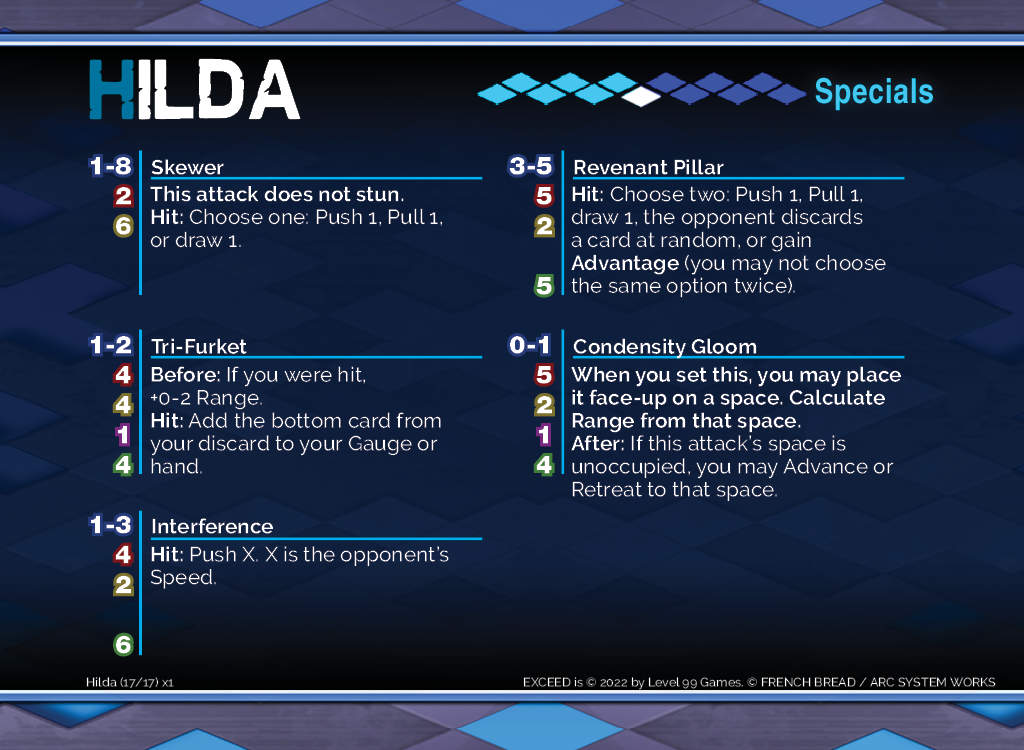 HILDA
Specials
1-8 Skewer
2
6
This attack does not stun.
Hit: Choose one: Push 1, Pull 1,
or draw 1.
1-2 Tri-Furket
4
4
1
4
Before: If you were hit,
+0-2 Range.
Hit: Add the bottom card from
your discard to your Gauge or
hand.
1-3 Interference
4
2
6
Hit: Push X. X is the opponent's
Speed.
3-5 Revenant Pillar
5
2
5
Hit: Choose two: Push 1, Pull 1,
draw 1, the opponent discards
a card at random, or gain
Advantage (you may not choose
the same option twice).
0-1 Condensity Gloom
5
2
1
4
When you set this, you may place
it face-up on a space. Calculate
Range from that space.
After: If this attack's space is
unoccupied, you may Advance or
Retreat to that space.
Hilda (17/17) x1
EXCEED is © 2022 by Level 99 Games. © FRENCH BREAD / ARC SYSTEM WORKS